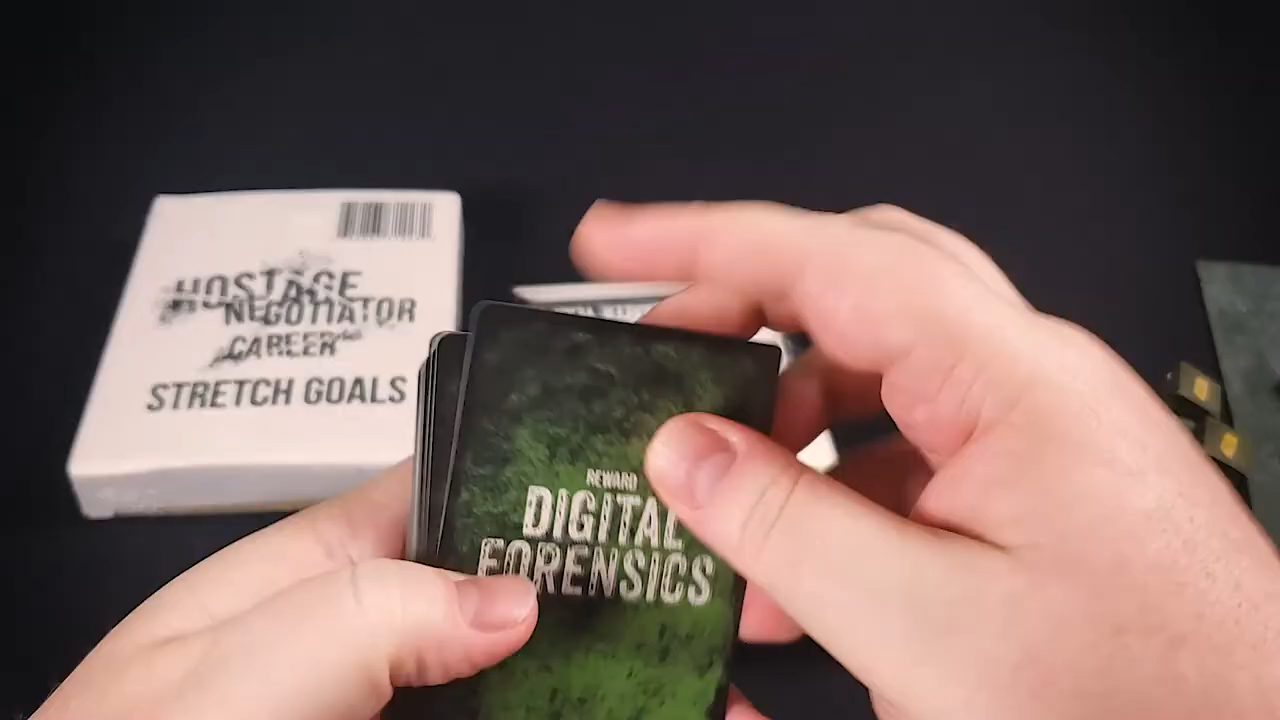 HOSTAGE
NEGOTIATOR
CAREER
STRETCH GOALS
REWARD
DIGITAL
FORENSICS